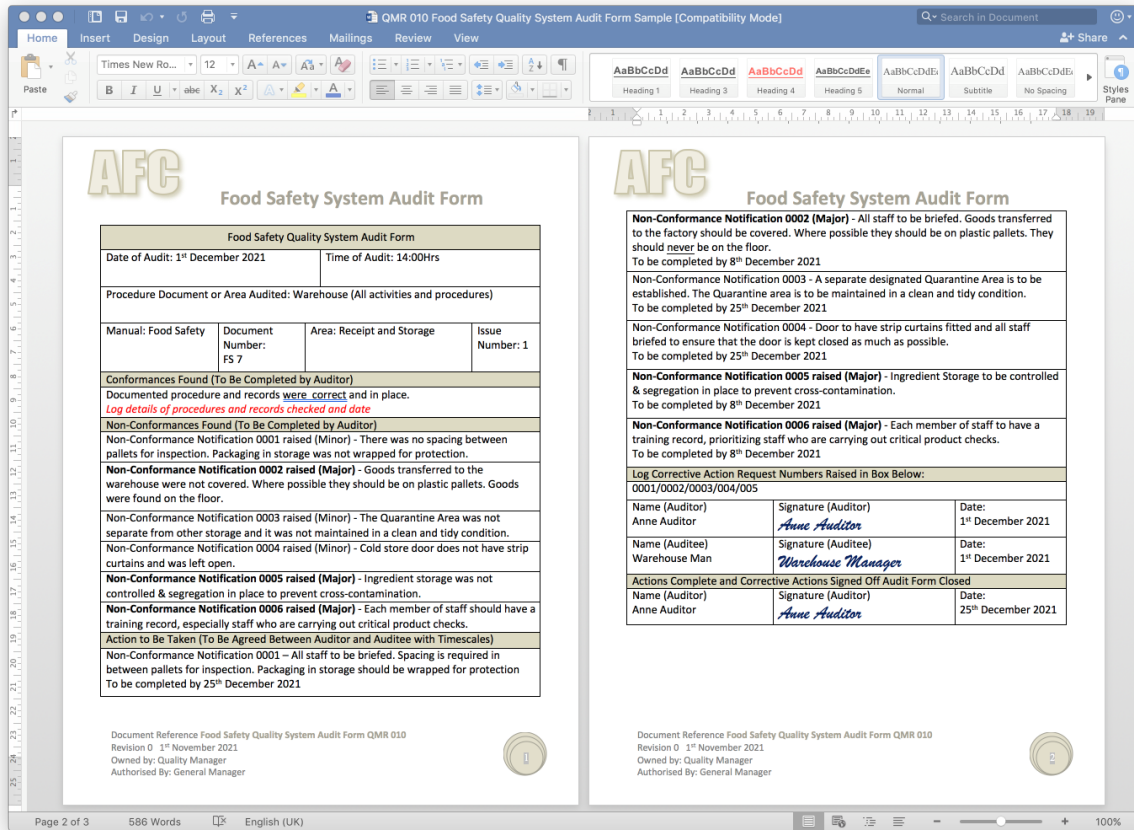 QMR 010 Food Safety Quality System Audit Form Sample [Compatibility Mode]
Search in Document
Home Insert Design Layout References Mailings Review View
Share
Paste
Times New Ro... 12
B I U abc X2 X2
AaBbCcDd AaBbCcDd AaBbCcDd AaBbCcDdEe AaBbCcDdE AaBbCcDd AaBbCcDdE
Heading 1 Heading 3 Heading 4 Heading 5 Normal Subtitle No Spacing
Styles
Pane
AFC
Food Safety System Audit Form
Food Safety Quality System Audit Form
Date of Audit: 1st December 2021 Time of Audit: 14:00Hrs
Procedure Document or Area Audited: Warehouse (All activities and procedures)
Manual: Food Safety Document Area: Receipt and Storage Issue
Number: Number: 1
FS 7
Conformances Found (To Be Completed by Auditor)
Documented procedure and records were correct and in place.
Log details of procedures and records checked and date
Non-Conformances Found (To Be Completed by Auditor)
Non-Conformance Notification 0001 raised (Minor) - There was no spacing between
pallets for inspection. Packaging in storage was not wrapped for protection.
Non-Conformance Notification 0002 raised (Major) - Goods transferred to the
warehouse were not covered. Where possible they should be on plastic pallets. Goods
were found on the floor.
Non-Conformance Notification 0003 raised (Minor) - The Quarantine Area was not
separate from other storage and it was not maintained in a clean and tidy condition.
Non-Conformance Notification 0004 raised (Minor) - Cold store door does not have strip
curtains and was left open.
Non-Conformance Notification 0005 raised (Major) - Ingredient storage was not
controlled & segregation in place to prevent cross-contamination.
Non-Conformance Notification 0006 raised (Major) - Each member of staff should have a
training record, especially staff who are carrying out critical product checks.
Action to Be Taken (To Be Agreed Between Auditor and Auditee with Timescales)
Non-Conformance Notification 0001 – All staff to be briefed. Spacing is required in
between pallets for inspection. Packaging in storage should be wrapped for protection
To be completed by 25th December 2021
Document Reference Food Safety Quality System Audit Form QMR 010
Revision 0 1st November 2021
Owned by: Quality Manager
Authorised By: General Manager
1
AFC
Food Safety System Audit Form
Non-Conformance Notification 0002 (Major) - All staff to be briefed. Goods transferred
to the factory should be covered. Where possible they should be on plastic pallets. They
should never be on the floor.
To be completed by 8th December 2021
Non-Conformance Notification 0003 - A separate designated Quarantine Area is to be
established. The Quarantine area is to be maintained in a clean and tidy condition.
To be completed by 25th December 2021
Non-Conformance Notification 0004 - Door to have strip curtains fitted and all staff
briefed to ensure that the door is kept closed as much as possible.
To be completed by 25th December 2021
Non-Conformance Notification 0005 raised (Major) - Ingredient Storage to be controlled
& segregation in place to prevent cross-contamination.
To be completed by 8th December 2021
Non-Conformance Notification 0006 raised (Major) - Each member of staff to have a
training record, prioritizing staff who are carrying out critical product checks.
To be completed by 8th December 2021
Log Corrective Action Request Numbers Raised in Box Below:
0001/0002/0003/004/005
Name (Auditor) Signature (Auditor) Date:
Anne Auditor Anne Auditor 1st December 2021
Name (Auditee) Signature (Auditee) Date:
Warehouse Man Warehouse Manager 1st December 2021
Actions Complete and Corrective Actions Signed Off Audit Form Closed
Name (Auditor) Signature (Auditor) Date:
Anne Auditor Anne Auditor 25th December 2021
Document Reference Food Safety Quality System Audit Form QMR 010
Revision 0 1st November 2021
Owned by: Quality Manager
Authorised By: General Manager
2
Page 2 of 3 586 Words English (UK) 100%